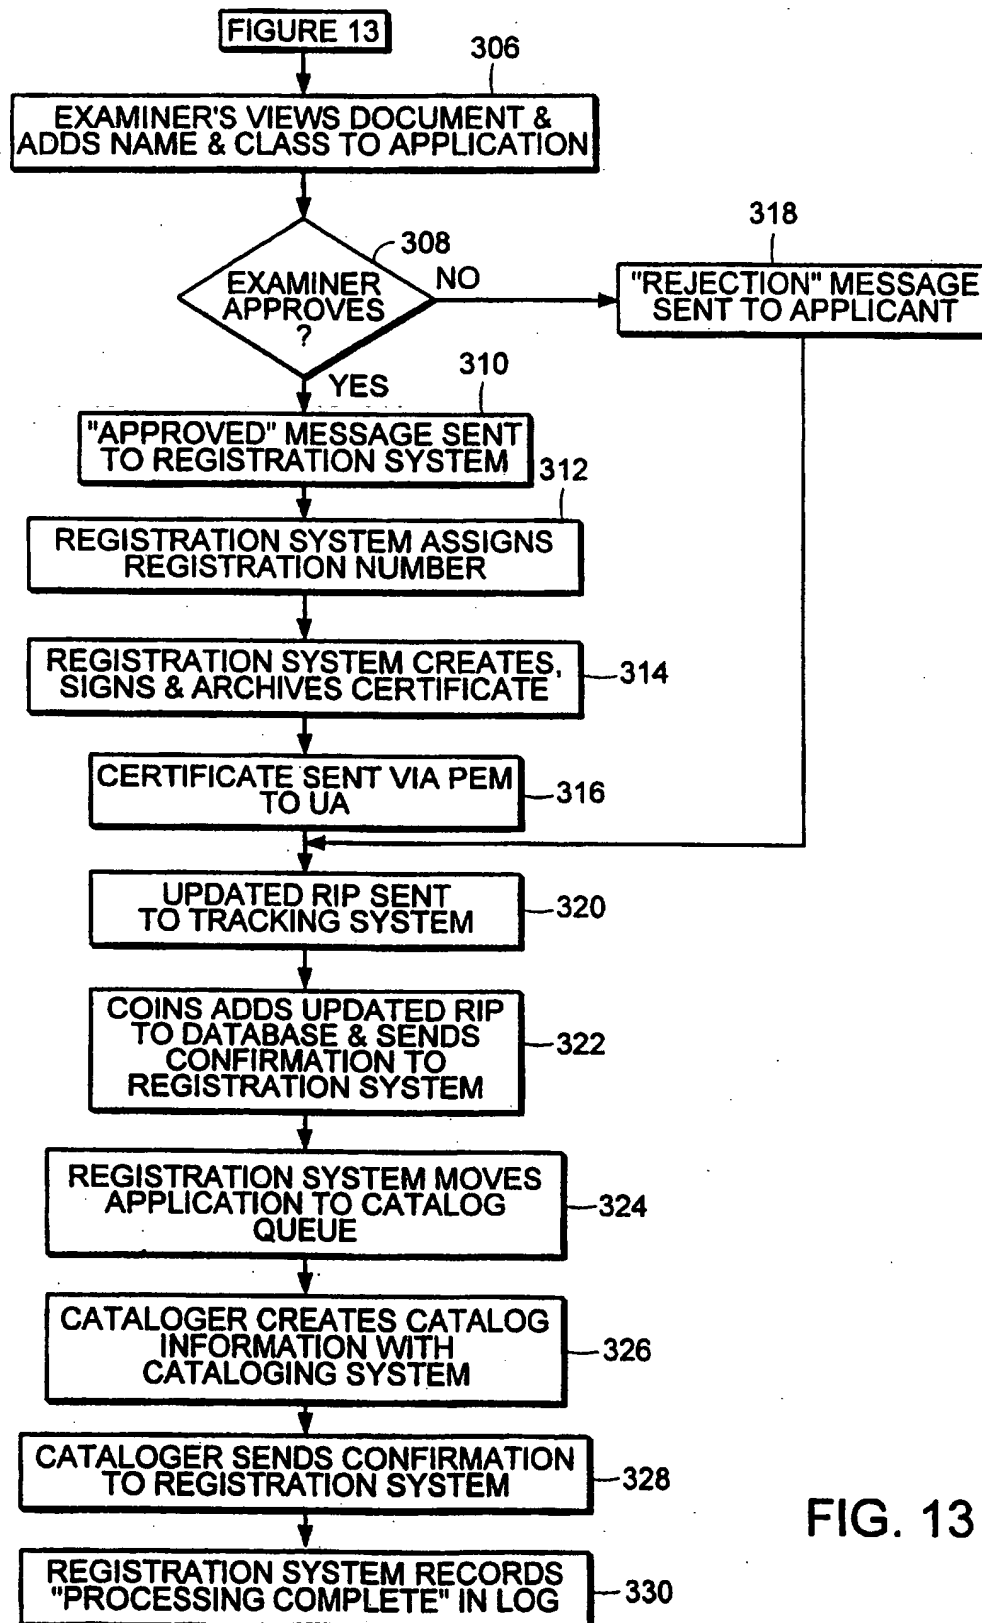 FIGURE 13
306
EXAMINER'S VIEWS DOCUMENT &
ADDS NAME & CLASS TO APPLICATION
308
EXAMINER
APPROVES
?
NO
318
"REJECTION" MESSAGE
SENT TO APPLICANT
YES
310
"APPROVED" MESSAGE SENT
TO REGISTRATION SYSTEM
312
REGISTRATION SYSTEM ASSIGNS
REGISTRATION NUMBER
REGISTRATION SYSTEM CREATES,
SIGNS & ARCHIVES CERTIFICATE
314
CERTIFICATE SENT VIA PEM
TO UA
316
UPDATED RIP SENT
TO TRACKING SYSTEM
320
COINS ADDS UPDATED RIP
TO DATABASE & SENDS
CONFIRMATION TO
REGISTRATION SYSTEM
322
REGISTRATION SYSTEM MOVES
APPLICATION TO CATALOG
QUEUE
324
CATALOGER CREATES CATALOG
INFORMATION WITH
CATALOGING SYSTEM
326
CATALOGER SENDS CONFIRMATION
TO REGISTRATION SYSTEM
328
REGISTRATION SYSTEM RECORDS
"PROCESSING COMPLETE" IN LOG
330
FIG. 13